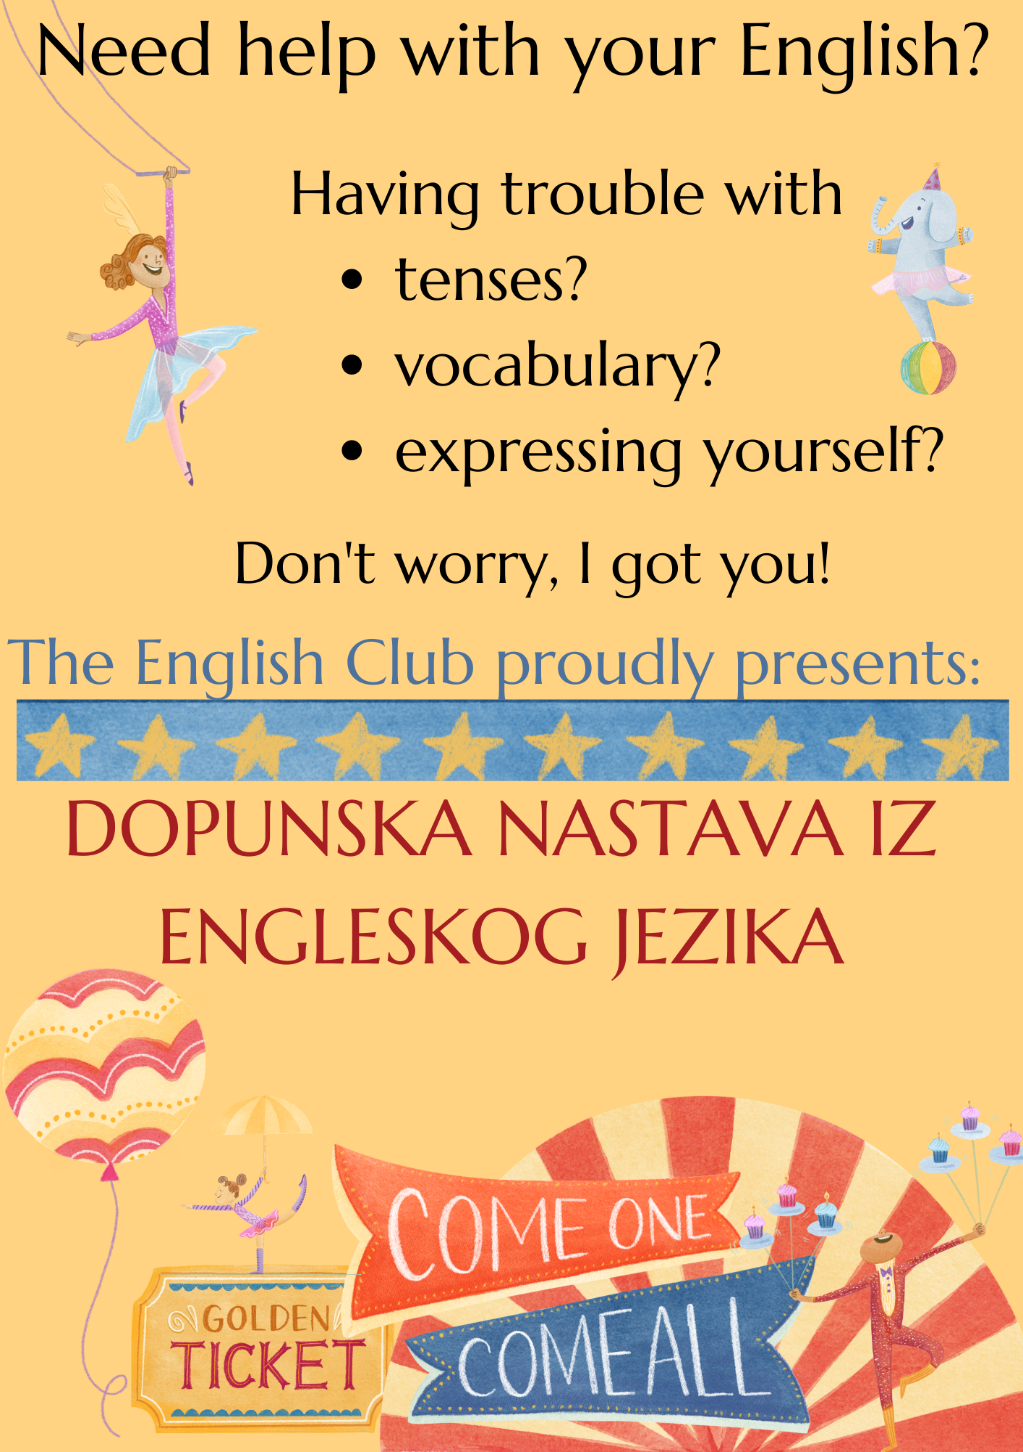 Need help with your English?
Having trouble with
• tenses?
• vocabulary?
• expressing yourself?
Don't worry, I got you!
The English Club proudly presents:
DOPUNSKA NASTAVA IZ
ENGLESKOG JEZIKA
COME ONE
COME ALL
GOLDEN
TICKET